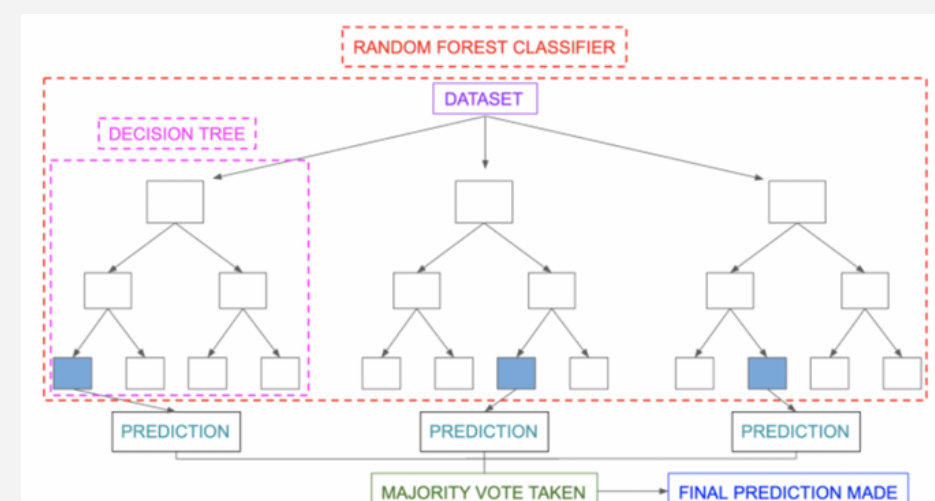 RANDOM FOREST CLASSIFIER
DATASET
DECISION TREE
PREDICTION
PREDICTION
PREDICTION
MAJORITY VOTE TAKEN
FINAL PREDICTION MADE